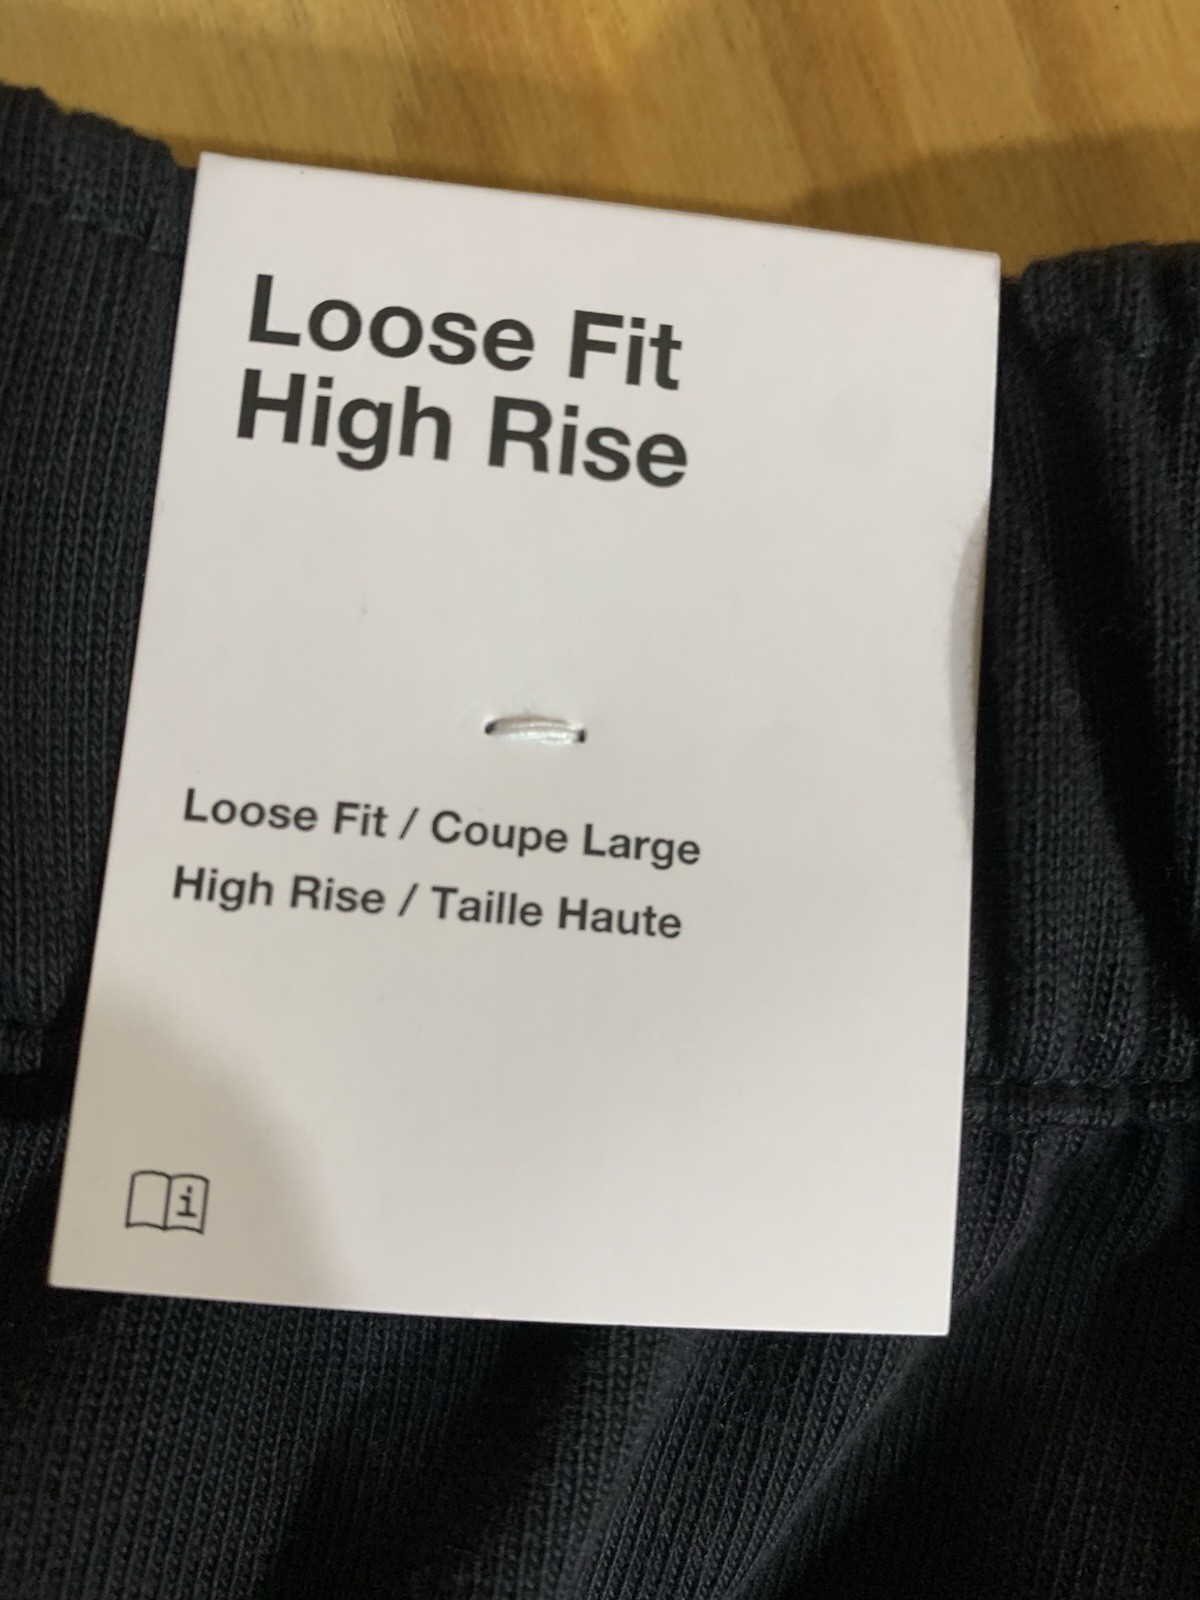 Loose Fit
High Rise
Loose Fit / Coupe Large
High Rise / Taille Haute
i